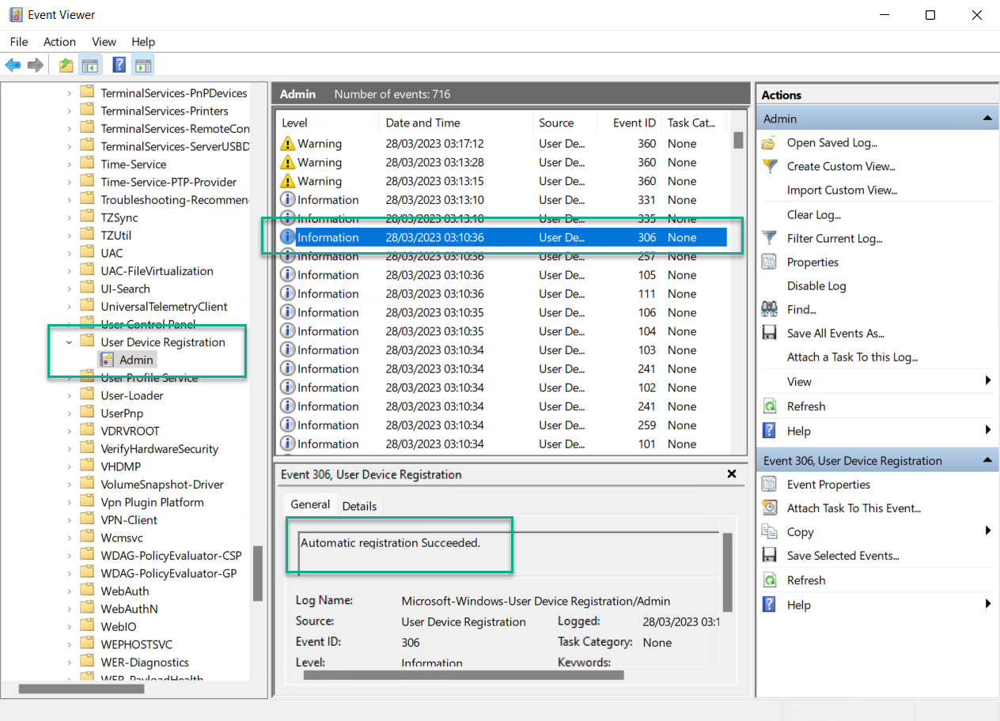 Event Viewer
File Action View Help
TerminalServices-PnPDevices
TerminalServices-Printers
TerminalServices-RemoteCon
TerminalServices-ServerUSBD
Time-Service
Time-Service-PTP-Provider
Troubleshooting-Recommen
TZSync
TZUtil
UAC
UAC-FileVirtualization
UI-Search
UniversalTelemetryClient
User Control Panel
User Device Registration
Admin
User Profile Service
User-Loader
UserPnp
VDRVROOT
VerifyHardwareSecurity
VHDMP
VolumeSnapshot-Driver
Vpn Plugin Platform
VPN-Client
Wcmsvc
WDAG-PolicyEvaluator-CSP
WDAG-PolicyEvaluator-GP
WebAuth
WebAuthN
WebIO
WEPHOSTSVC
WER-Diagnostics
WER-PayloadHealth
Admin Number of events: 716
Level Date and Time Source Event ID Task Cat...
Warning 28/03/2023 03:17:12 User De... 360 None
Warning 28/03/2023 03:13:28 User De... 360 None
Warning 28/03/2023 03:13:15 User De... 360 None
Information 28/03/2023 03:13:10 User De... 331 None
Information 28/03/2023 03:13:10 User De... 335 None
Information 28/03/2023 03:10:36 User De... 306 None
Information 28/03/2023 03:10:36 User De... 257 None
Information 28/03/2023 03:10:36 User De... 105 None
Information 28/03/2023 03:10:36 User De... 111 None
Information 28/03/2023 03:10:35 User De... 106 None
Information 28/03/2023 03:10:35 User De... 104 None
Information 28/03/2023 03:10:34 User De... 103 None
Information 28/03/2023 03:10:34 User De... 241 None
Information 28/03/2023 03:10:34 User De... 102 None
Information 28/03/2023 03:10:34 User De... 241 None
Information 28/03/2023 03:10:34 User De... 259 None
Information 28/03/2023 03:10:34 User De... 101 None
Event 306, User Device Registration
General Details
Automatic registration Succeeded.
Log Name: Microsoft-Windows-User Device Registration/Admin
Source: User Device Registration Logged: 28/03/2023 03:1
Event ID: 306 Task Category: None
Level: Information Keywords:
Actions
Admin
Open Saved Log...
Create Custom View...
Import Custom View...
Clear Log...
Filter Current Log...
Properties
Disable Log
Find...
Save All Events As...
Attach a Task To this Log...
View
Refresh
Help
Event 306, User Device Registration
Event Properties
Attach Task To This Event...
Copy
Save Selected Events...
Refresh
Help